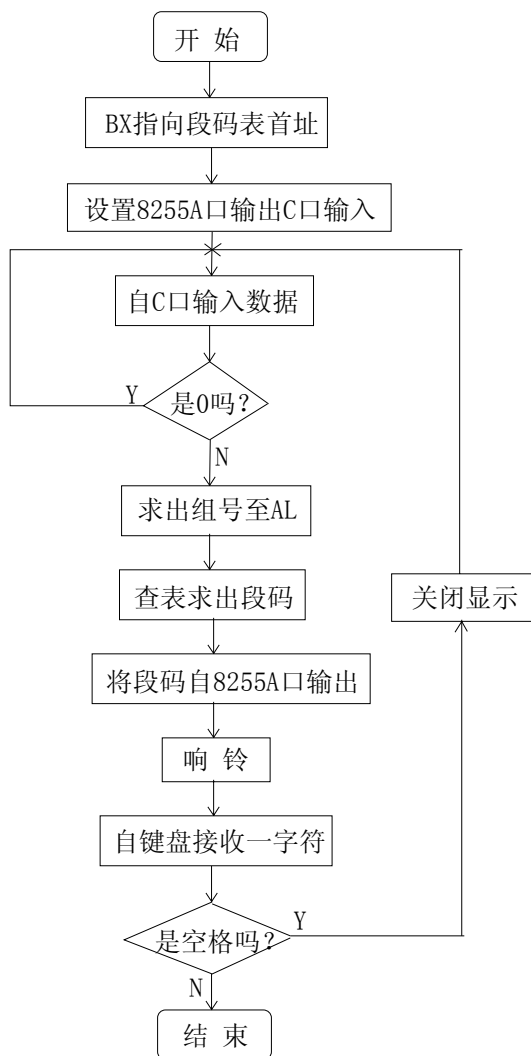 开 始
BX指向段码表首址
设置8255A口输出C口输入
自C口输入数据
Y
是0吗?
N
求出组号至AL
查表求出段码
关闭显示
将段码自8255A口输出
响 铃
自键盘接收一字符
Y
是空格吗?
N
结 束